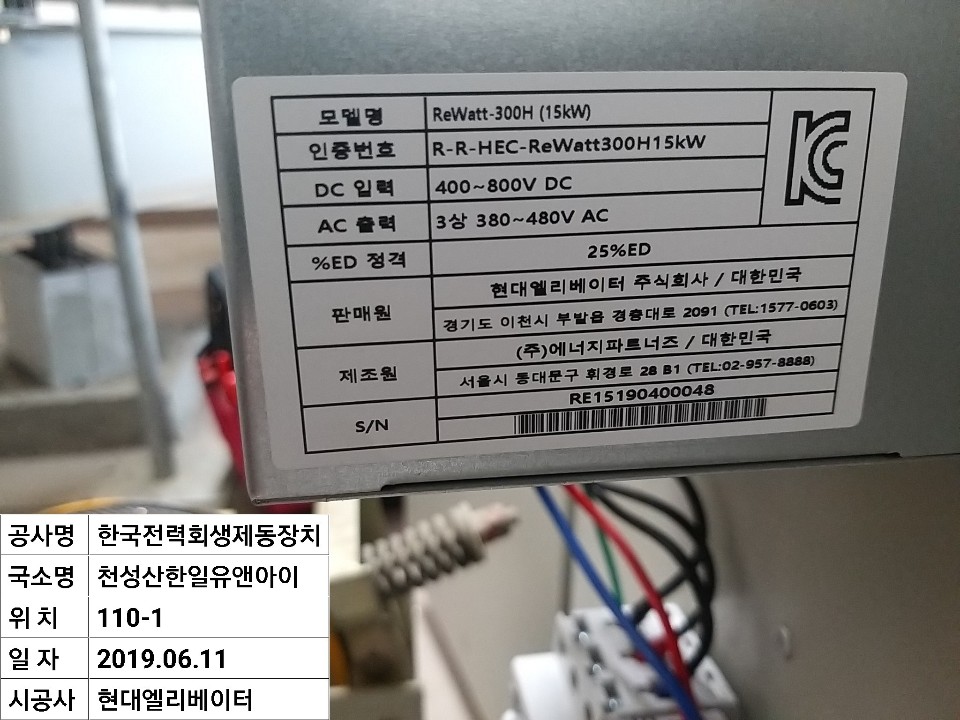 모델명 ReWatt-300H (15kW)
인증번호 R-R-HEC-ReWatt300H15kW
DC 입력 400~800V DC
AC 출력 3상 380~480V AC
%ED 정격 25%ED
판매원 현대엘리베이터 주식회사 / 대한민국
경기도 이천시 부발읍 경충대로 2091 (TEL:1577-0603)
제조원 (주)에너지파트너즈 / 대한민국
서울시 동대문구 휘경로 28 B1 (TEL:02-957-8888)
S/N RE15190400048
공사명 한국전력회생제동장치
국소명 천성산한일유앤아이
위 치 110-1
일 자 2019.06.11
시공사 현대엘리베이터